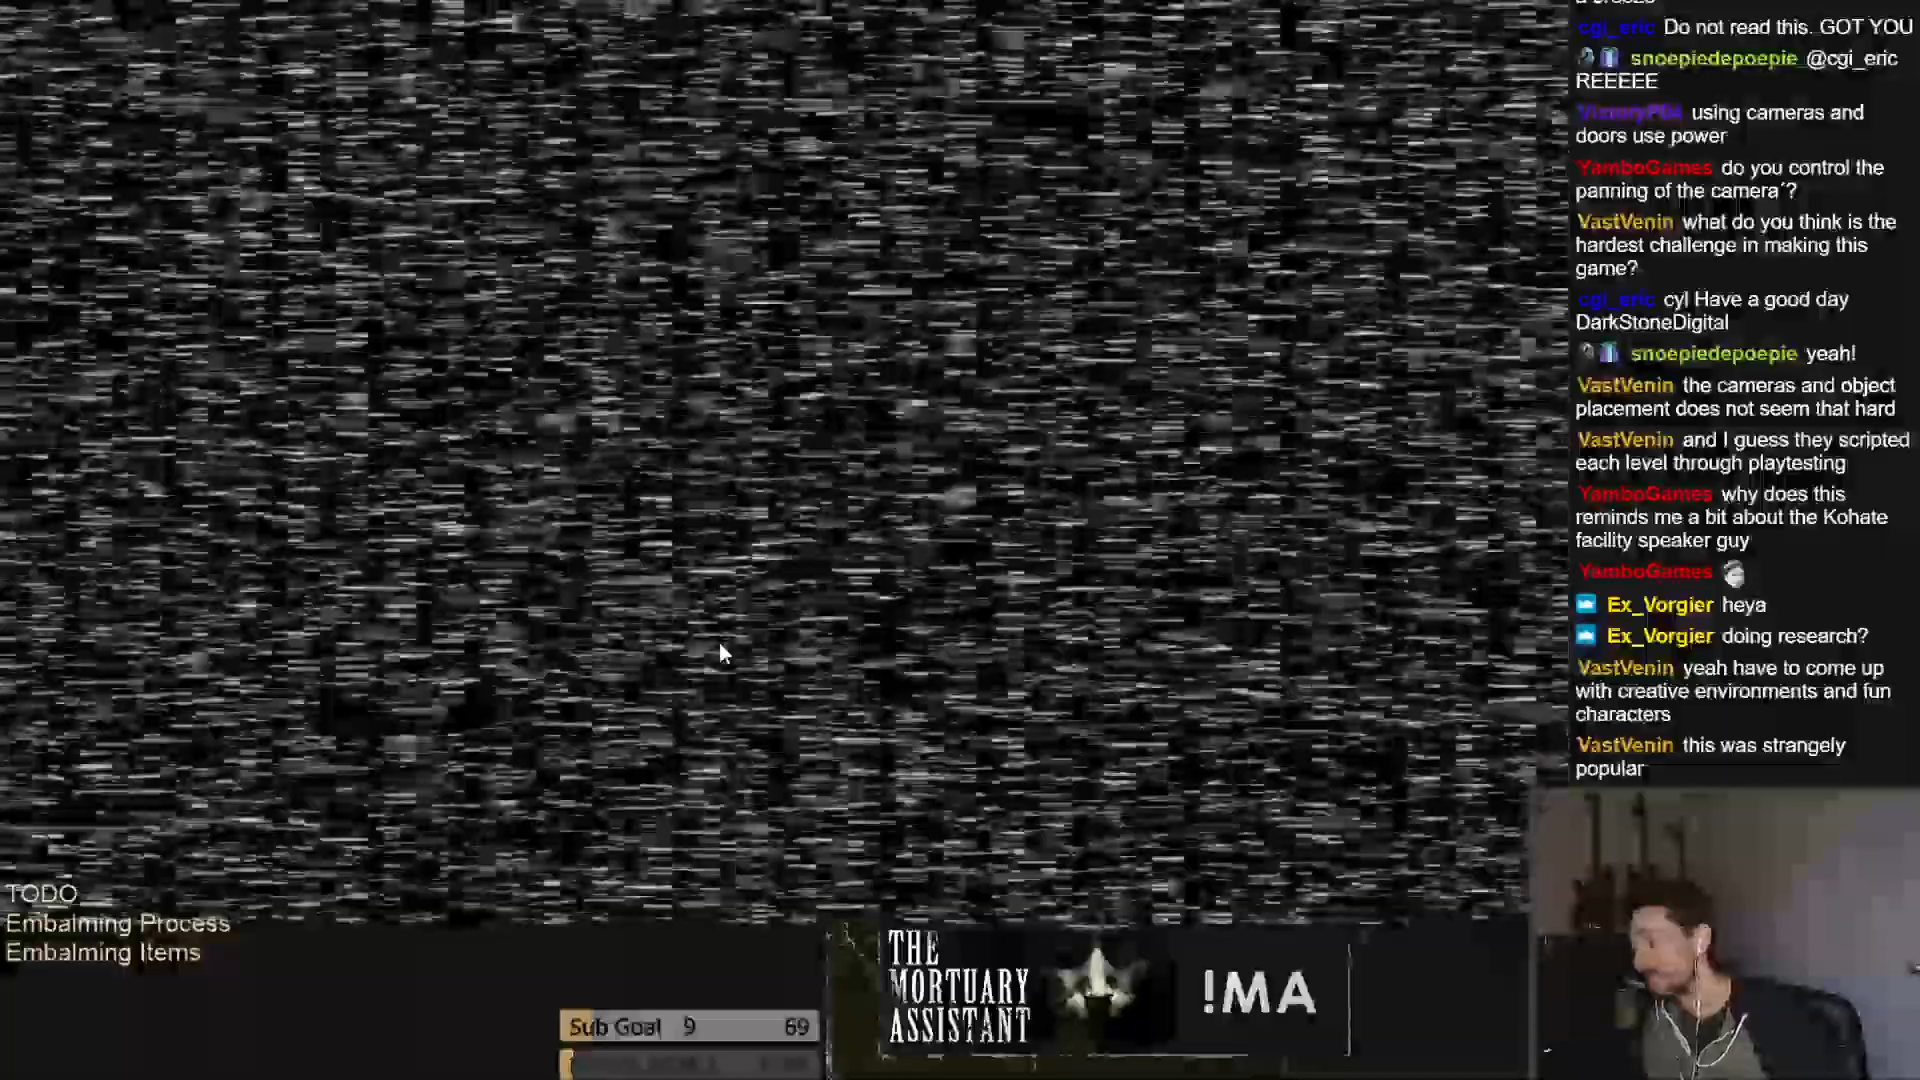 cgi_eric Do not read this. GOT YOU
snoepiedepoepie @cgi_eric
REEEEE
using cameras and
doors use power
YamboGames do you control the
panning of the camera´?
VastVenin what do you think is the
hardest challenge in making this
game?
cgi_eric cyl Have a good day
DarkStoneDigital
snoepiedepoepie yeah!
VastVenin the cameras and object
placement does not seem that hard
VastVenin and I guess they scripted
each level through playtesting
YamboGames why does this
reminds me a bit about the Kohate
facility speaker guy
YamboGames
Ex_Vorgier heya
Ex_Vorgier doing research?
VastVenin yeah have to come up
with creative environments and fun
characters
VastVenin this was strangely
popular
TODO
Embalming Process
Embalming Items
Sub Goal 9 69
THE
MORTUARY
ASSISTANT
!MA